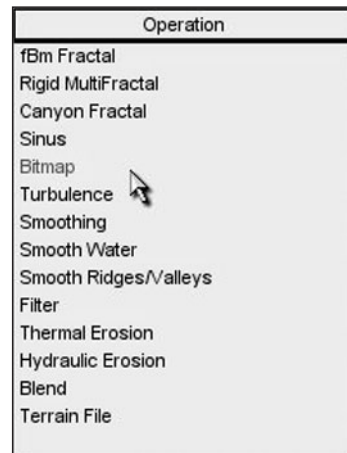 Operation
fBm Fractal
Rigid MultiFractal
Canyon Fractal
Sinus
Bitmap
Turbulence
Smoothing
Smooth Water
Smooth Ridges/Valleys
Filter
Thermal Erosion
Hydraulic Erosion
Blend
Terrain File